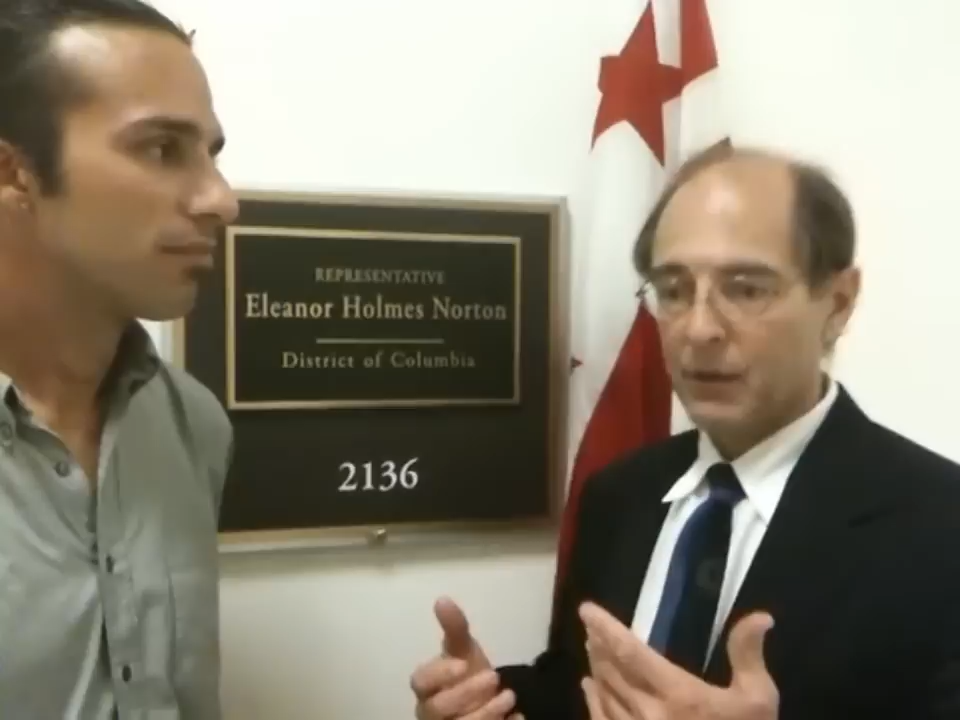 REPRESENTATIVE
Eleanor Holmes Norton
District of Columbia
2136